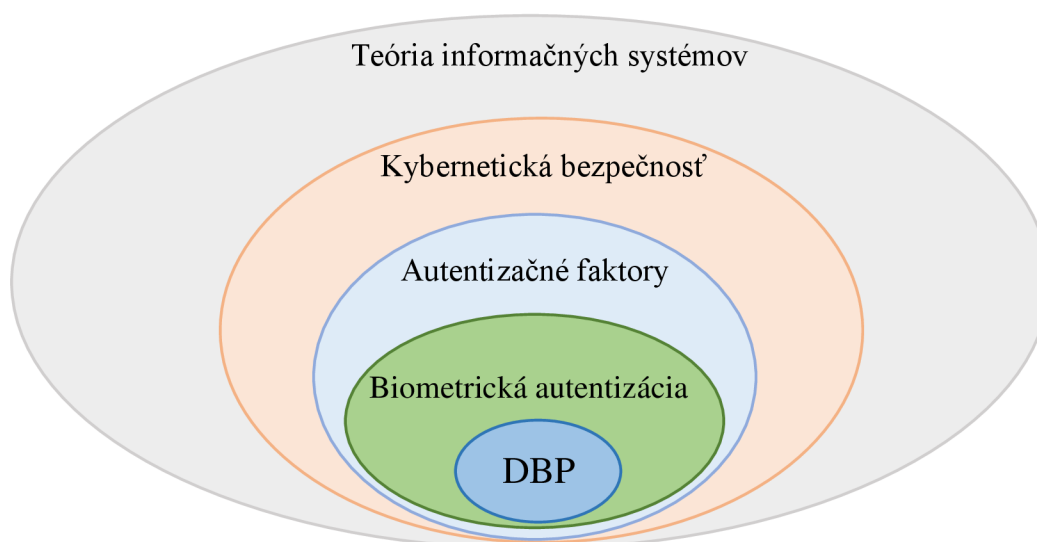 Teória informačných systémov
Kybernetická bezpečnosť
Autentizačné faktory
Biometrická autentizácia
DBP